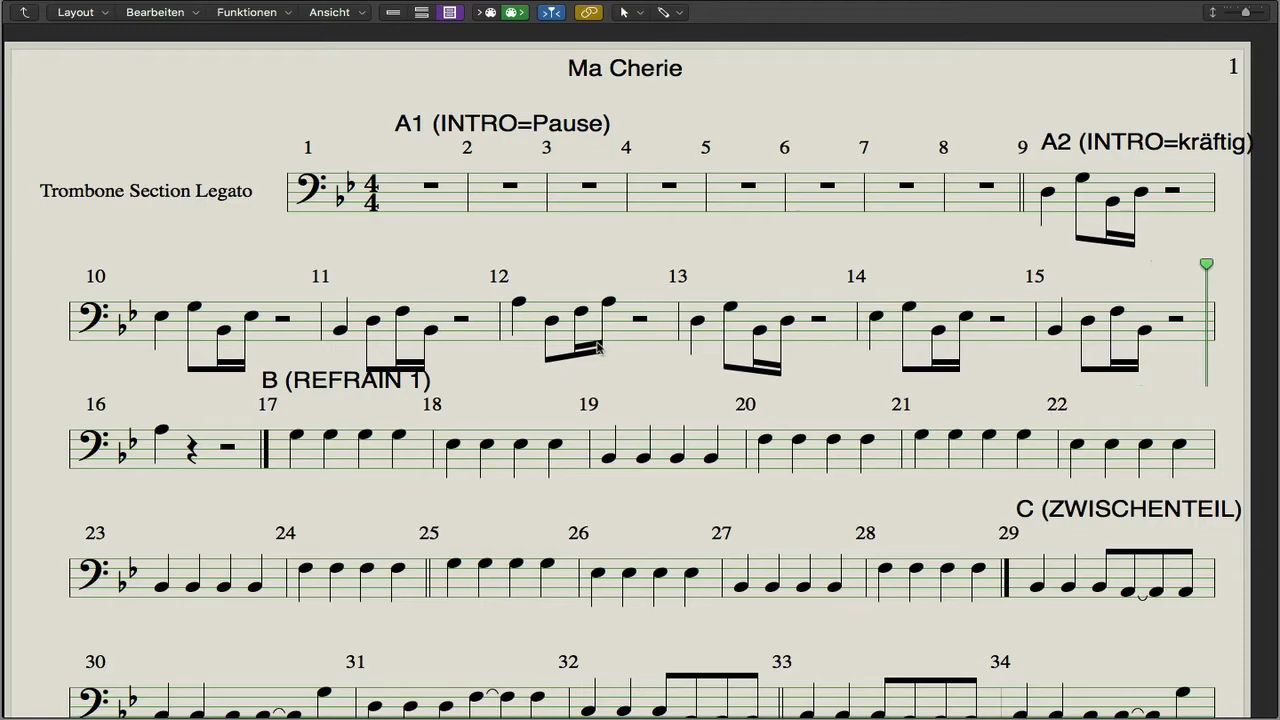 Layout Bearbeiten Funktionen Ansicht
Ma Cherie 1
A1 (INTRO=Pause)
A2 (INTRO=kräftig)
1 2 3 4 5 6 7 8 9
Trombone Section Legato
4
4
10 11 12 13 14 15
B (REFRAIN 1)
16 17 18 19 20 21 22
C (ZWISCHENTEIL)
23 24 25 26 27 28 29
30 31 32 33 34